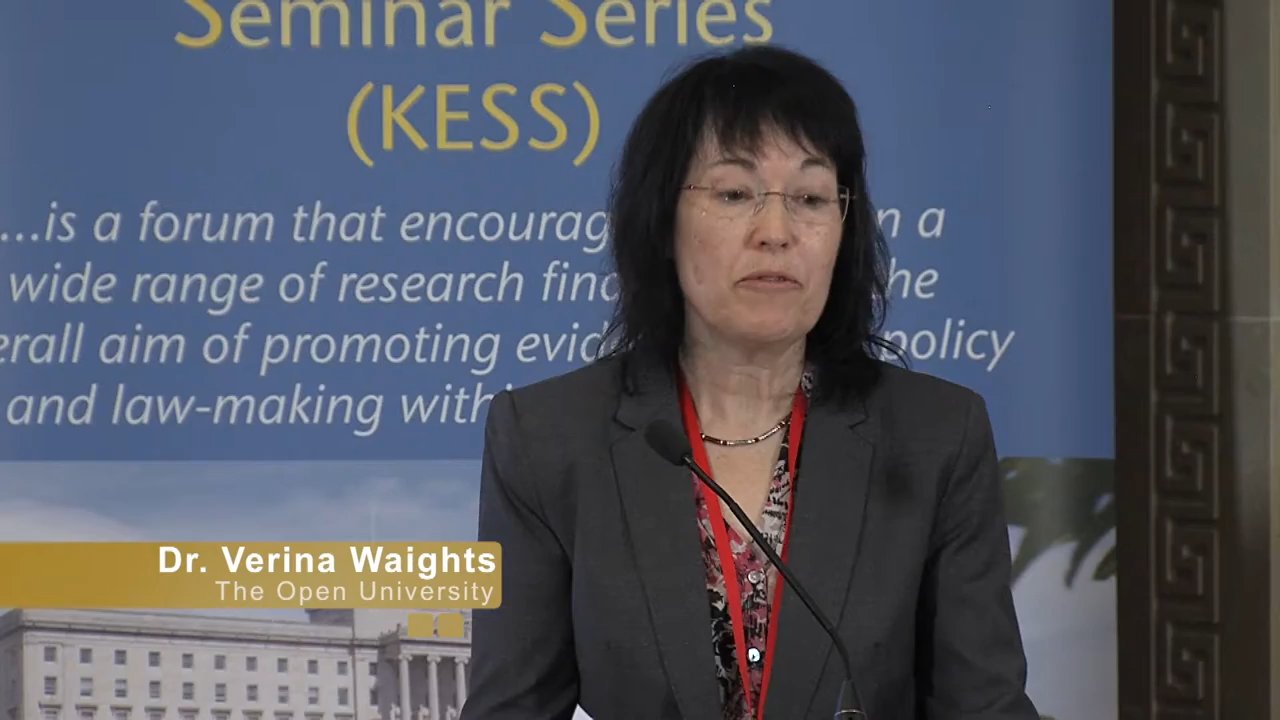 Seminar Series
(KESS)
...is a forum that encourag n a
wide range of research find he
erall aim of promoting evid policy
and law-making with
Dr. Verina Waights
The Open University